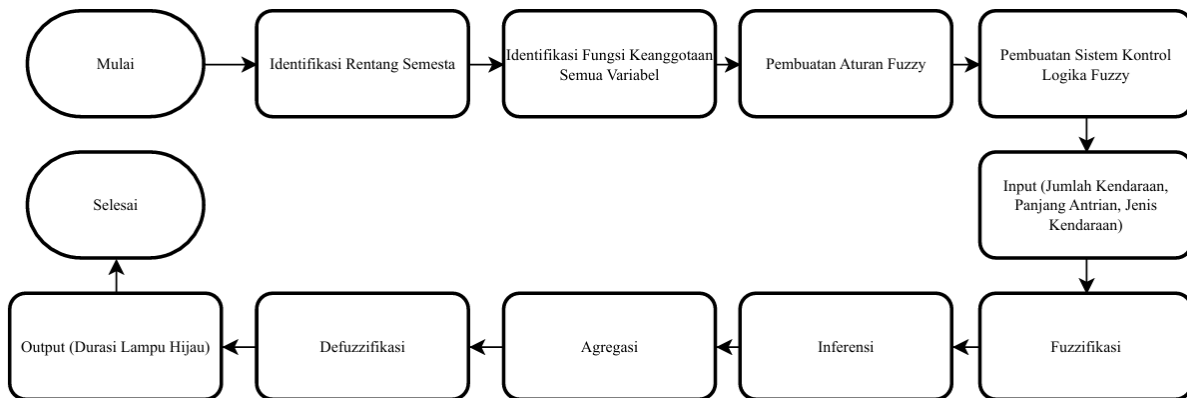 Mulai
Identifikasi Rentang Semesta
Identifikasi Fungsi Keanggotaan
Semua Variabel
Pembuatan Aturan Fuzzy
Pembuatan Sistem Kontrol
Logika Fuzzy
Input (Jumlah Kendaraan,
Panjang Antrian, Jenis
Kendaraan)
Fuzzifikasi
Inferensi
Agregasi
Defuzzifikasi
Output (Durasi Lampu Hijau)
Selesai